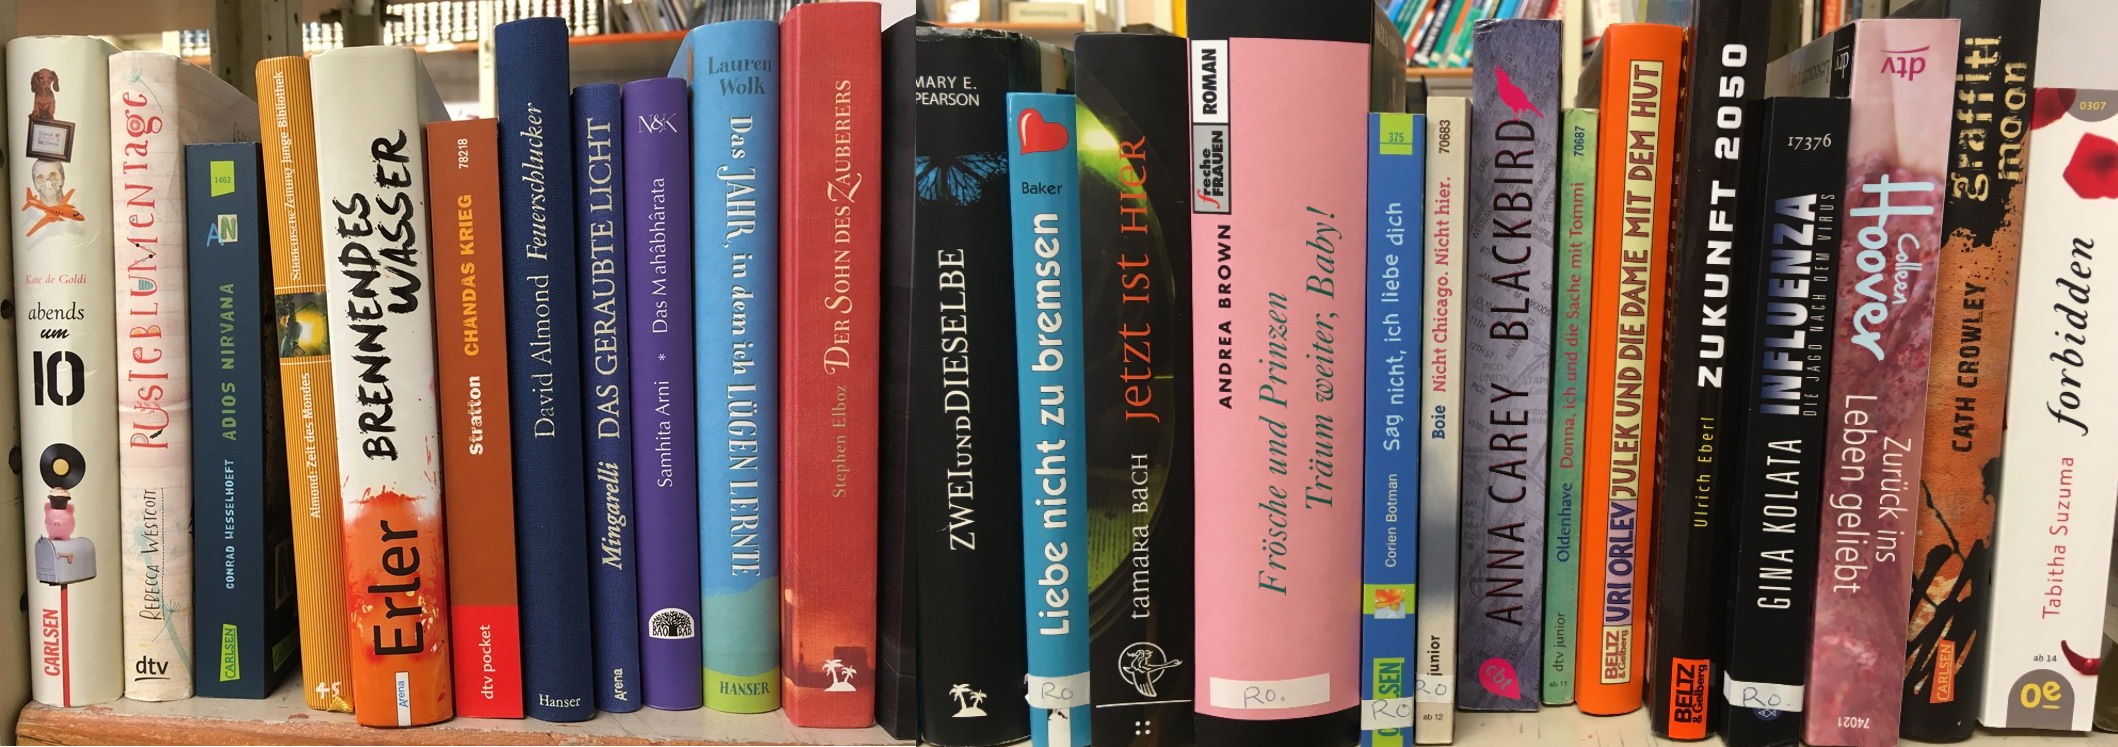 Kate de Goldi
abends
um
10
CARLSEN
PUSTEBLUMENTAGE
REBECCA WESTCOTT
dtv
1462
ADIOS NIRVANA
CONRAD WESSELHOEFT
CARLSEN
Süddeutsche Zeitung Junge Bibliothek
Almond: Zeit des Mondes
45
BRENNENDES
WASSER
Erler
Arena
78218
CHANDAS KRIEG
Stratton
dtv pocket
David Almond Feuerschlucker
Hanser
Mingarelli DAS GERAUBTE LICHT
Arena
N&K
Samhita Arni * Das Mahâbhârata
BAOBAB
Lauren
Wolk
Das JAHR, in dem ich LÜGEN LERNTE
HANSER
Stephen Elboz DER SOHN DES ZAUBERERS
MARY E.
PEARSON
ZWEI UND DIESELBE
Baker
Liebe nicht zu bremsen
Ro
tamara BACH Jetzt ist Hier
freche
FRAUEN
ROMAN
ANDREA BROWN
Frösche und Prinzen
Träum weiter, Baby!
Ro.
375
Corien Botman Sag nicht, ich liebe dich
SEN
Ro
70683
Boie Nicht Chicago. Nicht hier.
junior
Ro
ab 12
ANNA CAREY BLACKBIRD
cbt
70687
Oldenhave Donna, ich und die Sache mit Tommi
dtv junior
ab 11
URI ORLEV JULEK UND DIE DAME MIT DEM HUT
BELTZ
& Gelberg
Ulrich Eberl ZUKUNFT 2050
BELTZ
& Gelberg
17376
GINA KOLATA INFLUENZA
DIE JAGD NACH DEM VIRUS
Ro.
dtv
Colleen
Hoover
Zurück ins
Leben geliebt
74021
graffiti
moon
CATH CROWLEY
CARLSEN
0307
Tabitha Suzuma forbidden
ab 14
oe